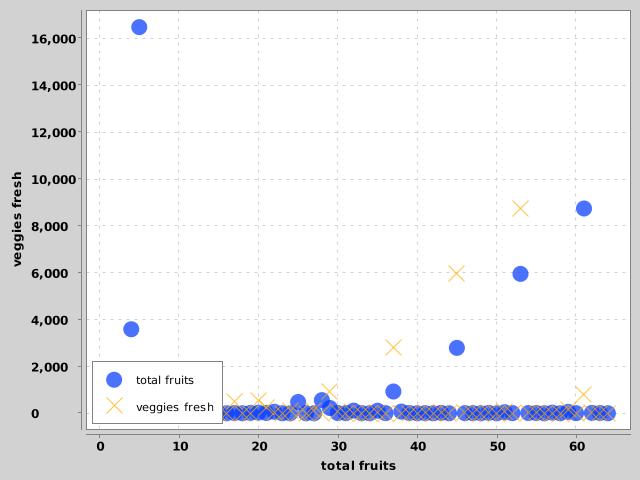 16,000
14,000
12,000
10,000
8,000
6,000
4,000
2,000
0
veggies fresh
total fruits
veggies fresh
0 10 20 30 40 50 60
total fruits